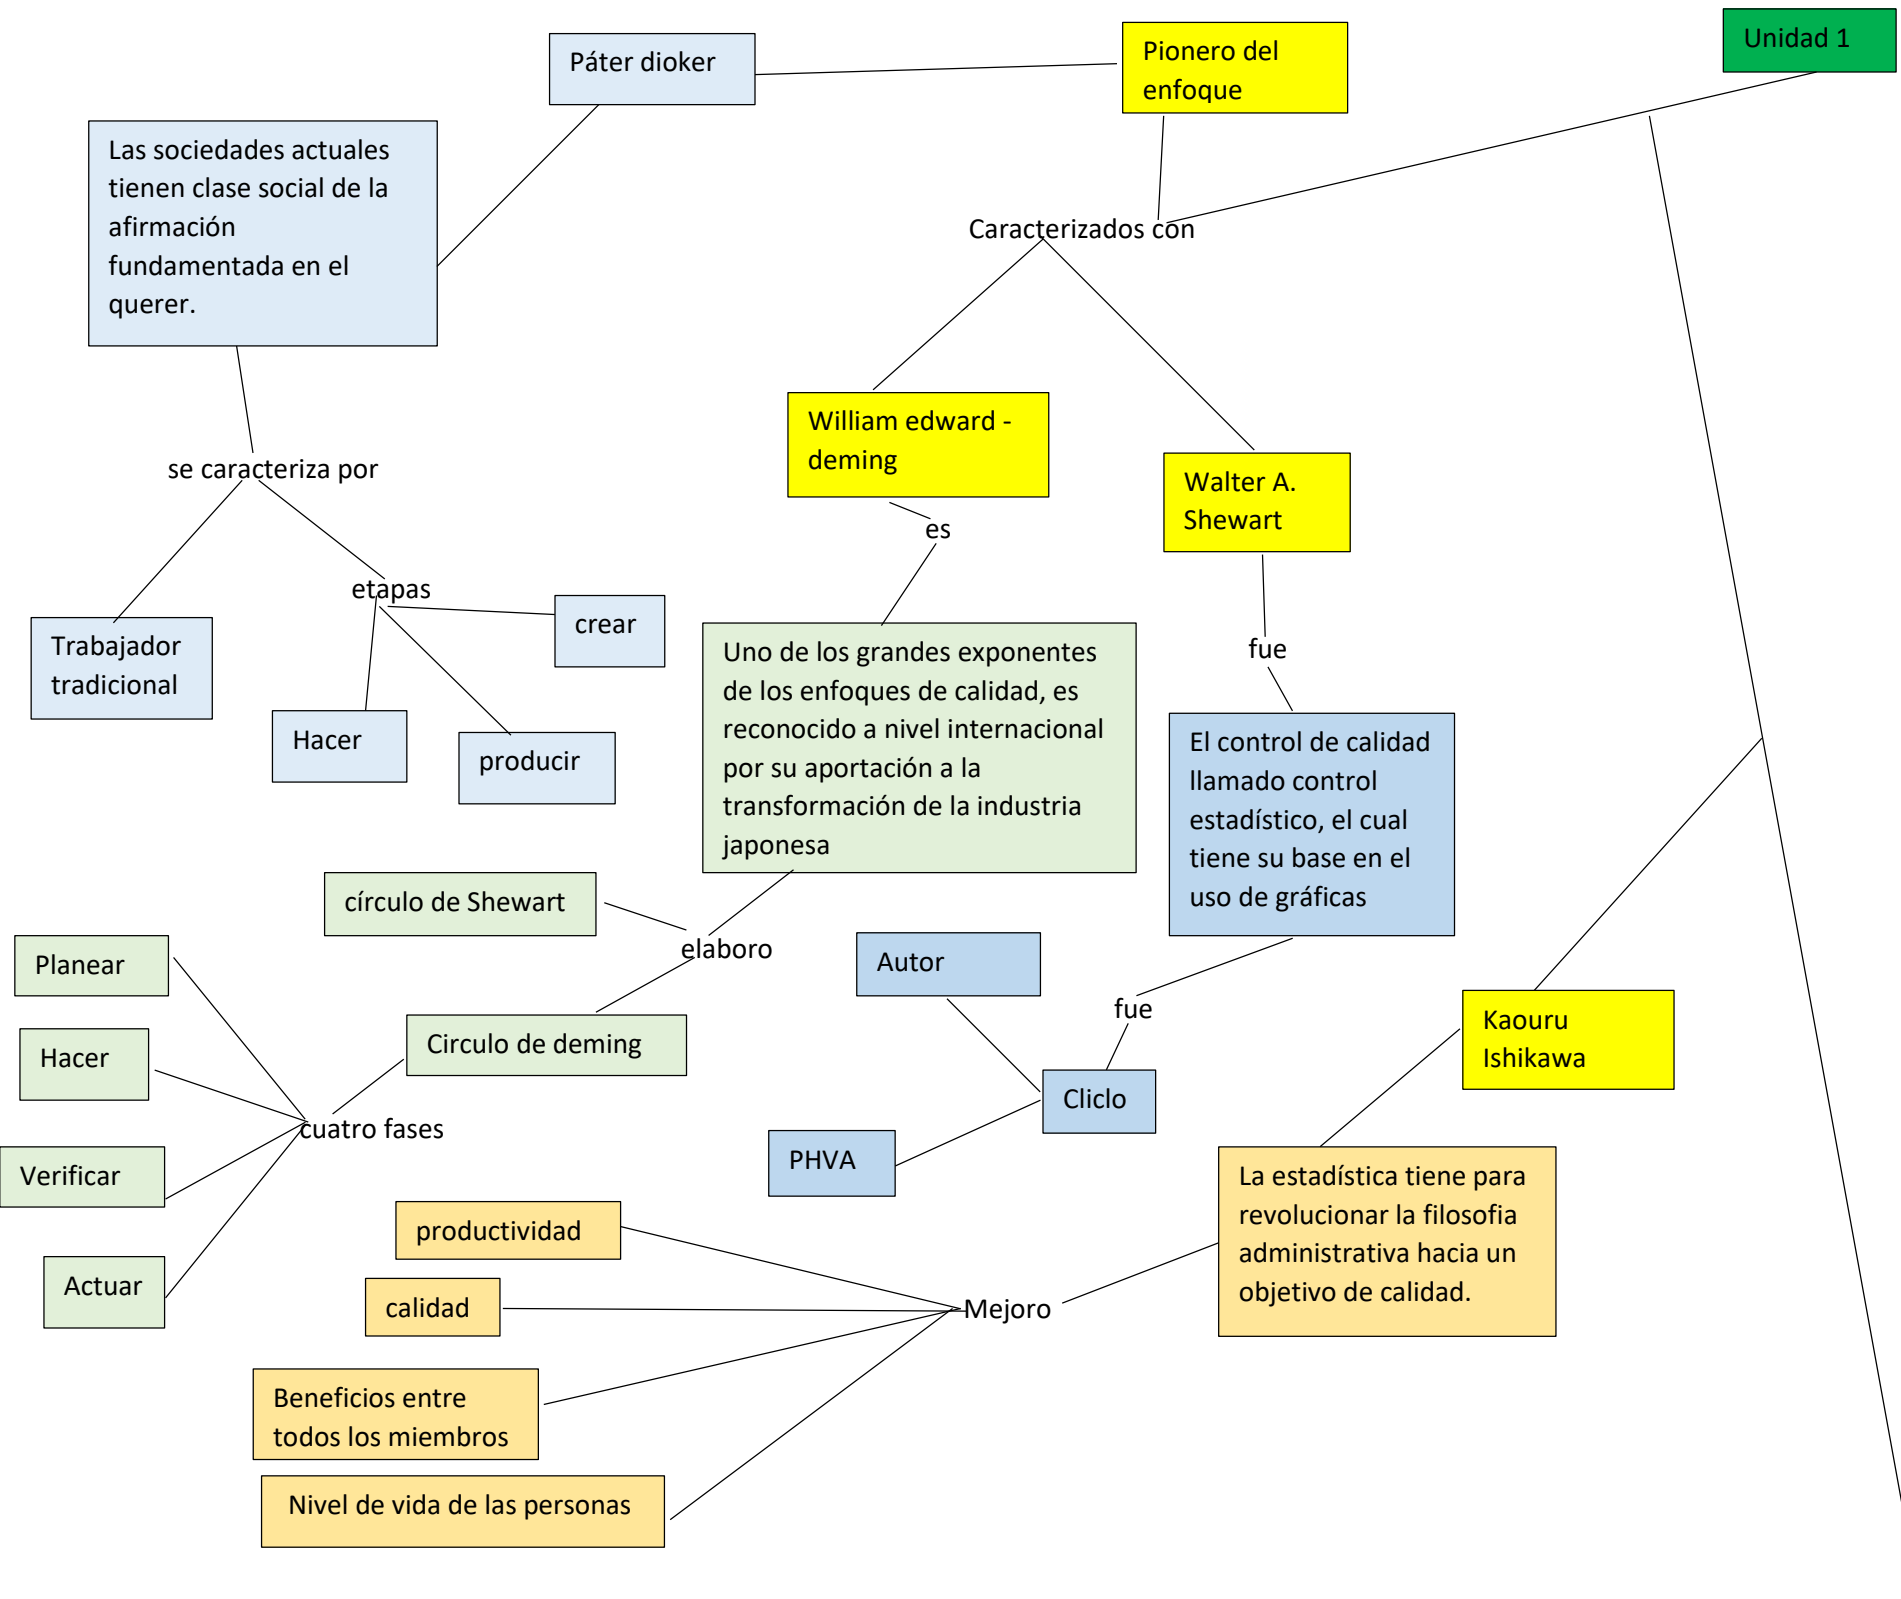 Unidad 1
Pionero del
enfoque
Páter dioker
Las sociedades actuales
tienen clase social de la
afirmación
fundamentada en el
querer.
Caracterizados con
William edward -
deming
se caracteriza por
Walter A.
Shewart
es
etapas
crear
Trabajador
tradicional
Hacer
producir
Uno de los grandes exponentes
de los enfoques de calidad, es
reconocido a nivel internacional
por su aportación a la
transformación de la industria
japonesa
fue
El control de calidad
llamado control
estadístico, el cual
tiene su base en el
uso de gráficas
círculo de Shewart
elaboro
Autor
fue
Planear
Hacer
Circulo de deming
Kaouru
Ishikawa
Cliclo
cuatro fases
Verificar
PHVA
La estadística tiene para
revolucionar la filosofia
administrativa hacia un
objetivo de calidad.
productividad
Actuar
calidad
Mejoro
Beneficios entre
todos los miembros
Nivel de vida de las personas